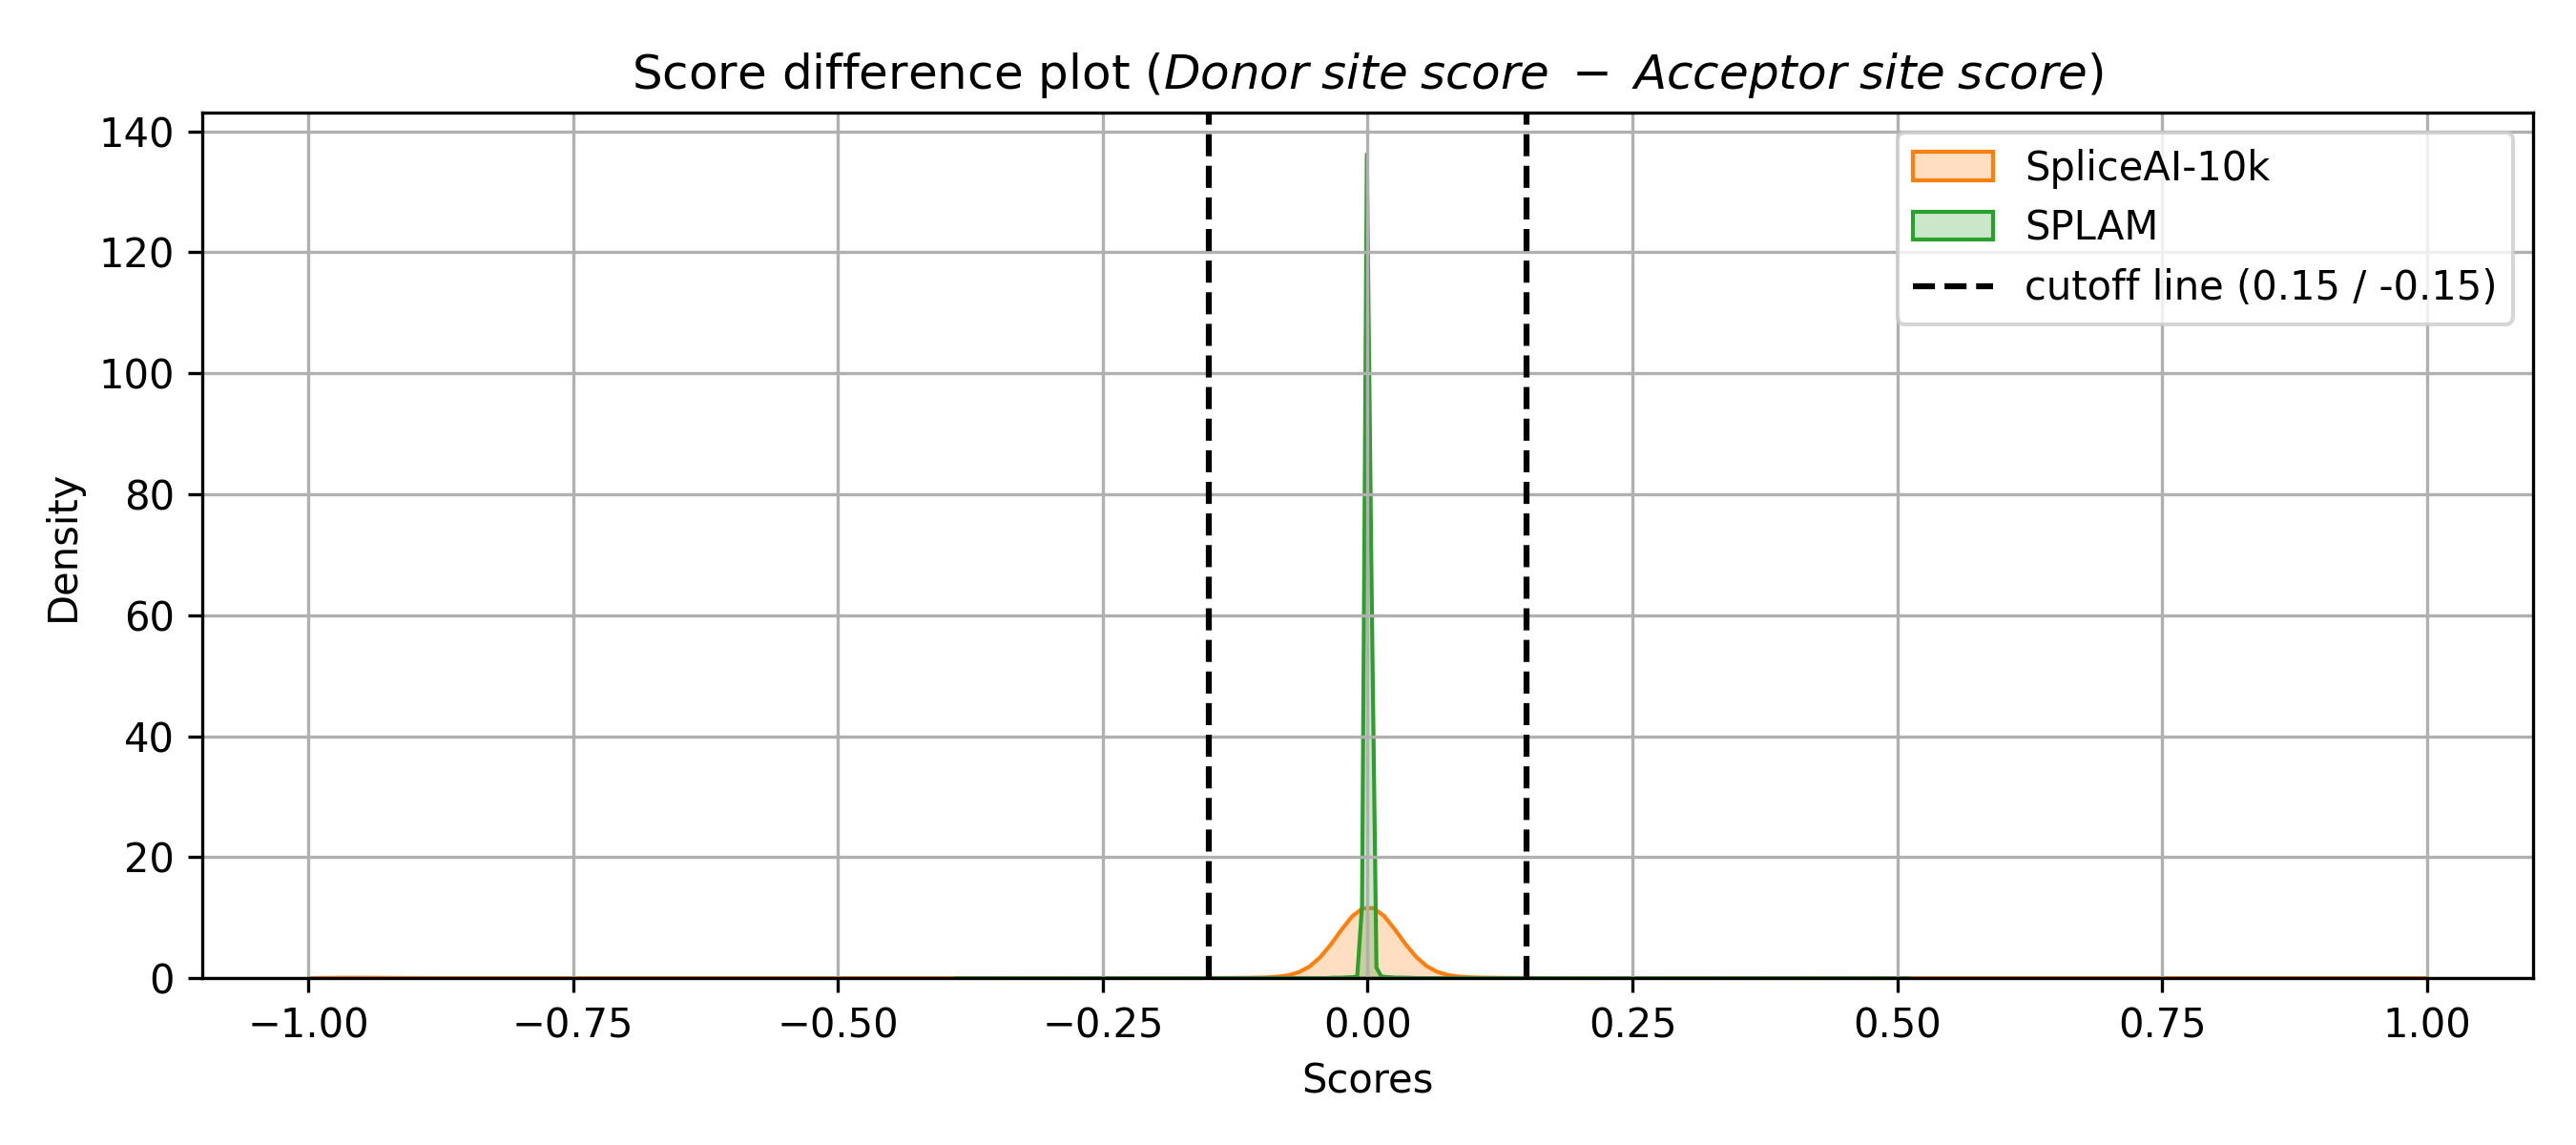 Score difference plot (Donor site score − Acceptor site score)
140
120
100
80
60
40
20
0
Density
SpliceAI-10k
SPLAM
cutoff line (0.15 / -0.15)
−1.00 −0.75 −0.50 −0.25 0.00 0.25 0.50 0.75 1.00
Scores